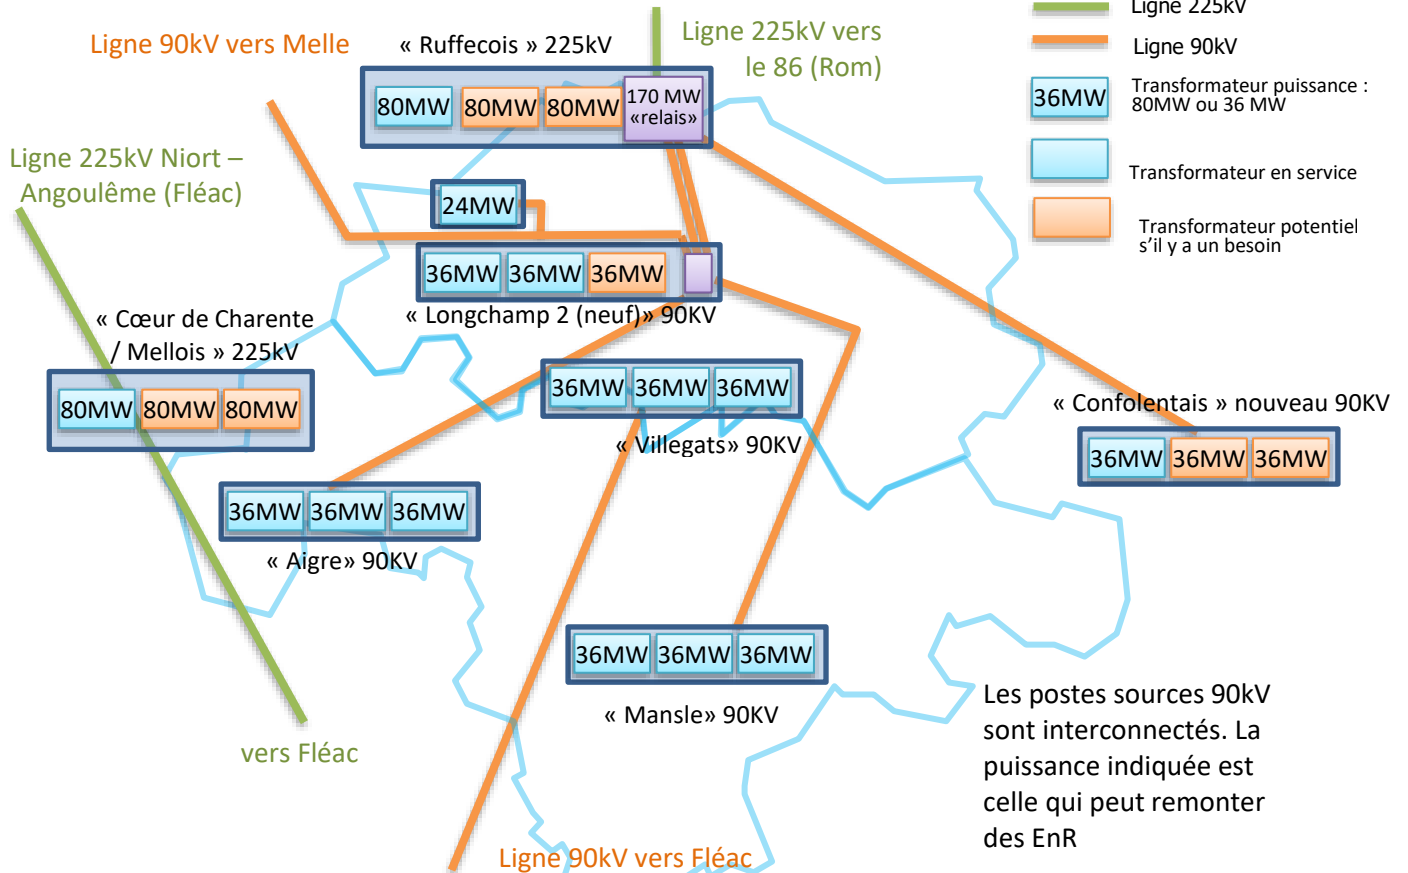 Ligne 225kV
Ligne 90kV vers Melle
« Ruffecois » 225kV
Ligne 225kV vers
le 86 (Rom)
Ligne 90kV
80MW
80MW
80MW
170 MW
«relais»
36MW
Transformateur puissance :
80MW ou 36 MW
Transformateur en service
Transformateur potentiel
s’il y a un besoin
Ligne 225kV Niort –
Angoulême (Fléac)
24MW
36MW
36MW
36MW
« Longchamp 2 (neuf)» 90KV
« Cœur de Charente
/ Mellois » 225kV
80MW
80MW
80MW
36MW
36MW
36MW
« Villegats» 90KV
« Confolentais » nouveau 90KV
36MW
36MW
36MW
36MW
36MW
36MW
« Aigre» 90KV
36MW
36MW
36MW
« Mansle» 90KV
vers Fléac
Les postes sources 90kV
sont interconnectés. La
puissance indiquée est
celle qui peut remonter
des EnR
Ligne 90kV vers Fléac